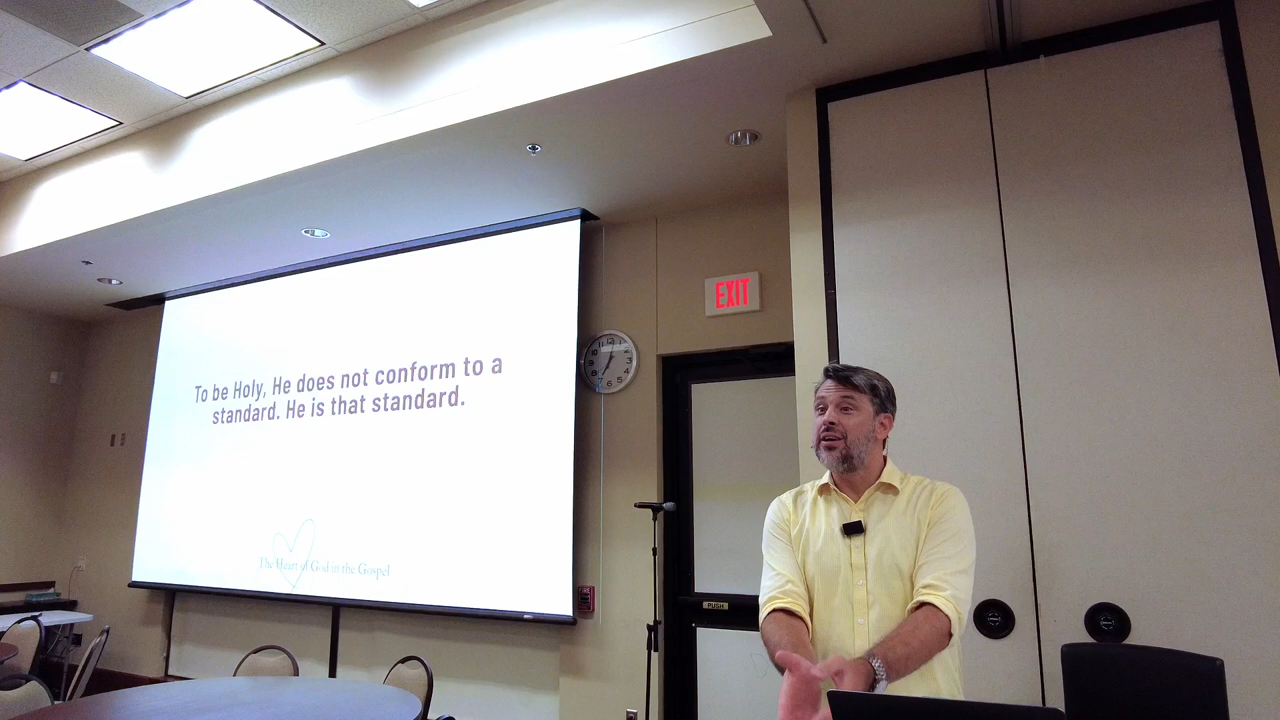 To be Holy, He does not conform to a
standard. He is that standard.
The Heart of God in the Gospel
EXIT
PUSH
FIRE